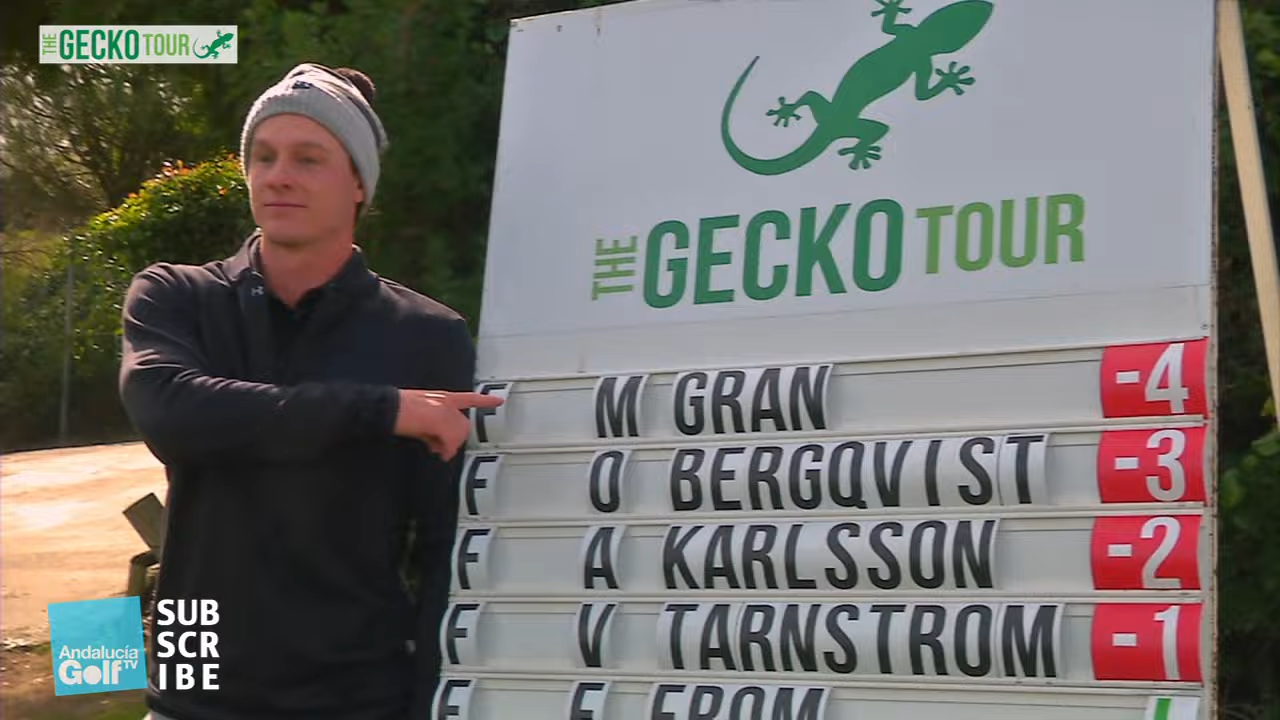 THE GECKO TOUR
THE GECKO TOUR
F M GRAN -4
F O BERGQVIST -3
F A KARLSSON -2
F V TARNSTROM -1
F F FROM
Andalucía
Golf TV
SUB
SCR
IBE